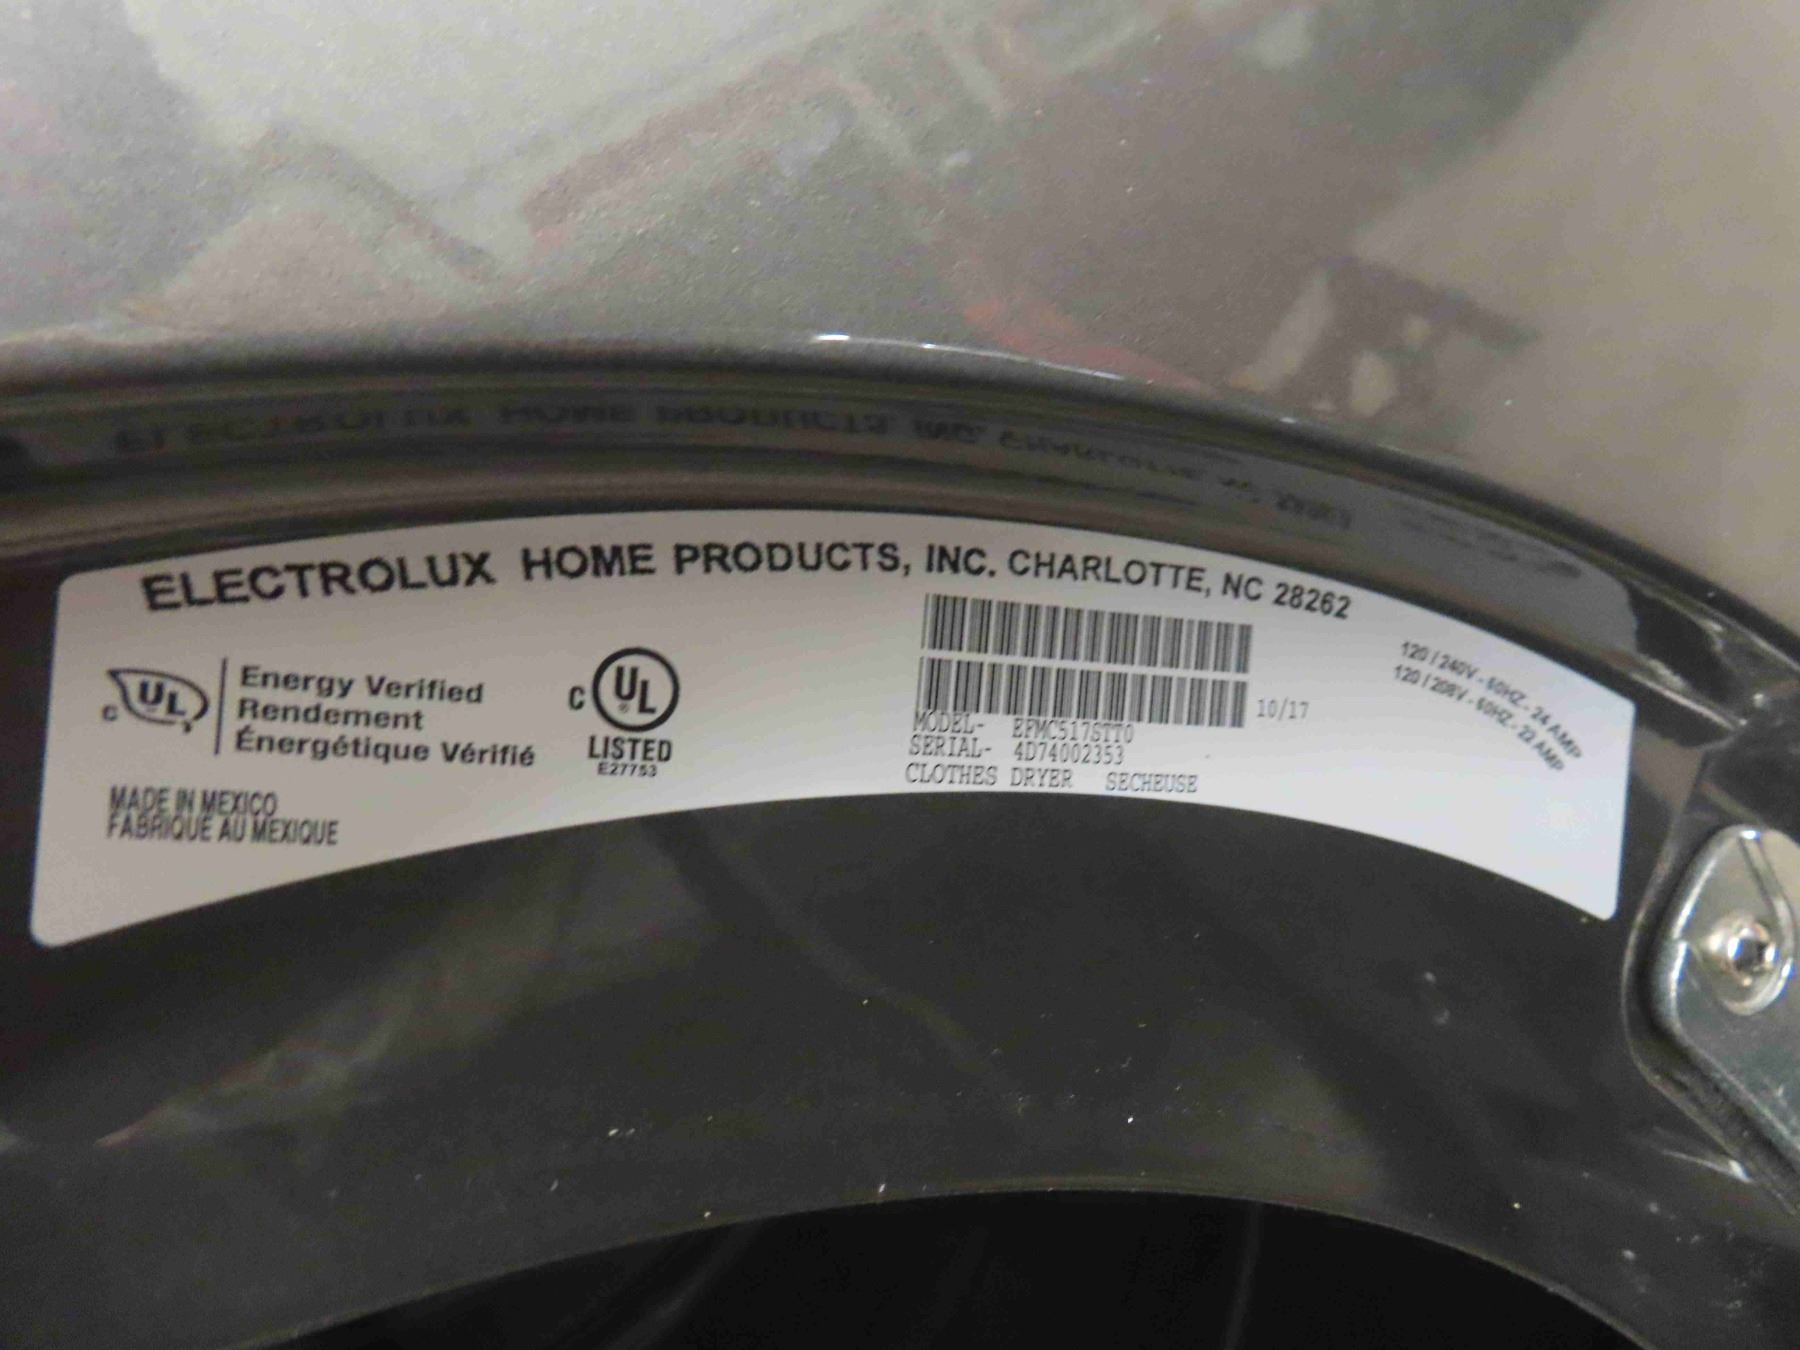 ELECTROLUX HOME PRODUCTS, INC. CHARLOTTE, NC 28262
C UL
Energy Verified
Rendement
Énergétique Vérifié
C UL ®
LISTED
E27753
MADE IN MEXICO
FABRIQUE AU MEXIQUE
10/17
MODEL- EFMC517STT0
SERIAL- 4D74002353
CLOTHES DRYER SECHEUSE
120 / 240V - 60HZ - 24 AMP
120 / 208V - 60HZ - 22 AMP